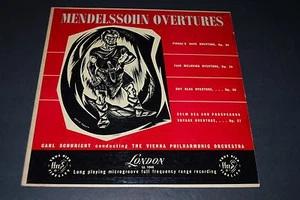 MENDELSSOHN OVERTURES
FINGAL'S CAVE OVERTURE, Op. 26
FAIR MELUSINA OVERTURE, Op. 32
RUY BLAS OVERTURE, . . . Op. 95
CALM SEA AND PROSPEROUS
VOYAGE OVERTURE, . . . Op. 27
CARL SCHURICHT conducting THE VIENNA PHILHARMONIC ORCHESTRA
LONDON
Long playing microgroove full frequency range recording